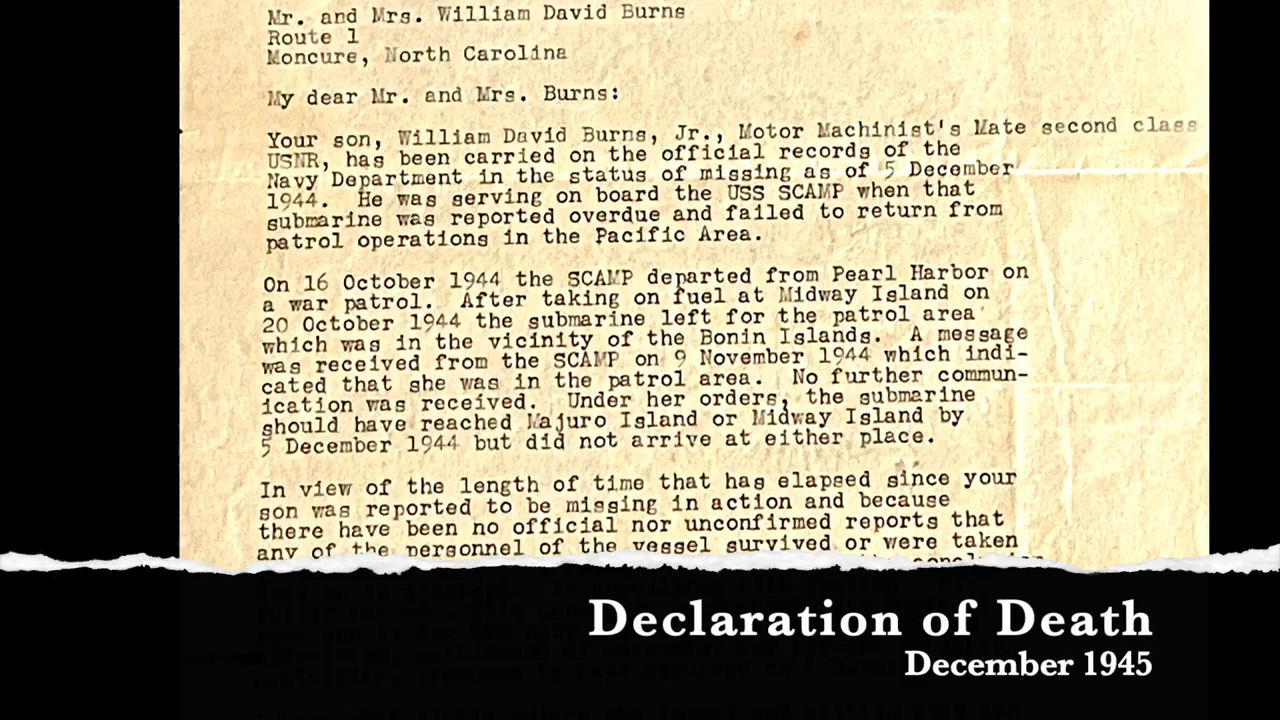 Mr. and Mrs. William David Burns
Route 1
Moncure, North Carolina
My dear Mr. and Mrs. Burns:
Your son, William David Burns, Jr., Motor Machinist's Mate second class
USNR, has been carried on the official records of the
Navy Department in the status of missing as of 5 December
1944. He was serving on board the USS SCAMP when that
submarine was reported overdue and failed to return from
patrol operations in the Pacific Area.
On 16 October 1944 the SCAMP departed from Pearl Harbor on
a war patrol. After taking on fuel at Midway Island on
20 October 1944 the submarine left for the patrol area
which was in the vicinity of the Bonin Islands. A message
was received from the SCAMP on 9 November 1944 which indi-
cated that she was in the patrol area. No further commun-
ication was received. Under her orders, the submarine
should have reached Majuro Island or Midway Island by
5 December 1944 but did not arrive at either place.
In view of the length of time that has elapsed since your
son was reported to be missing in action and because
there have been no official nor unconfirmed reports that
any of the personnel of the vessel survived or were taken
Declaration of Death
December 1945